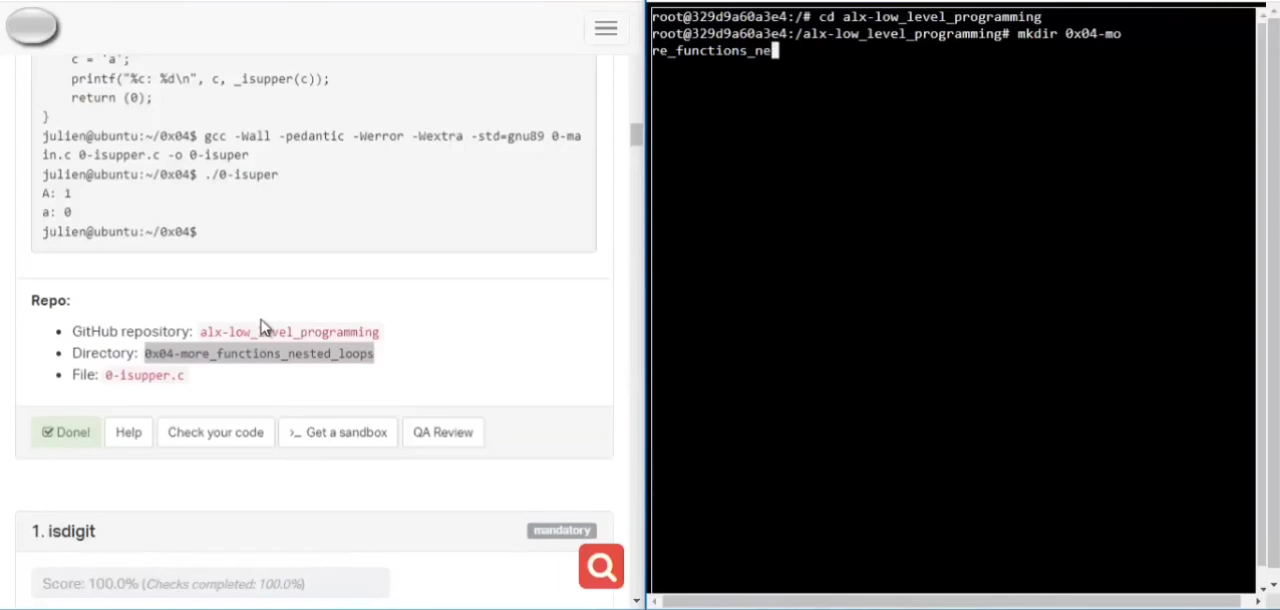 c = 'a';
printf("%c: %d\n", c, _isupper(c));
return (0);
}
julien@ubuntu:~/0x04$ gcc -Wall -pedantic -Werror -Wextra -std=gnu89 0-ma
in.c 0-isupper.c -o 0-isuper
julien@ubuntu:~/0x04$ ./0-isuper
A: 1
a: 0
julien@ubuntu:~/0x04$
Repo:
• GitHub repository: alx-low_level_programming
• Directory: 0x04-more_functions_nested_loops
• File: 0-isupper.c
Done!
Help
Check your code
>_ Get a sandbox
QA Review
1. isdigit
mandatory
Score: 100.0% (Checks completed: 100.0%)
root@329d9a60a3e4:/# cd alx-low_level_programming
root@329d9a60a3e4:/alx-low_level_programming# mkdir 0x04-mo
re_functions_ne